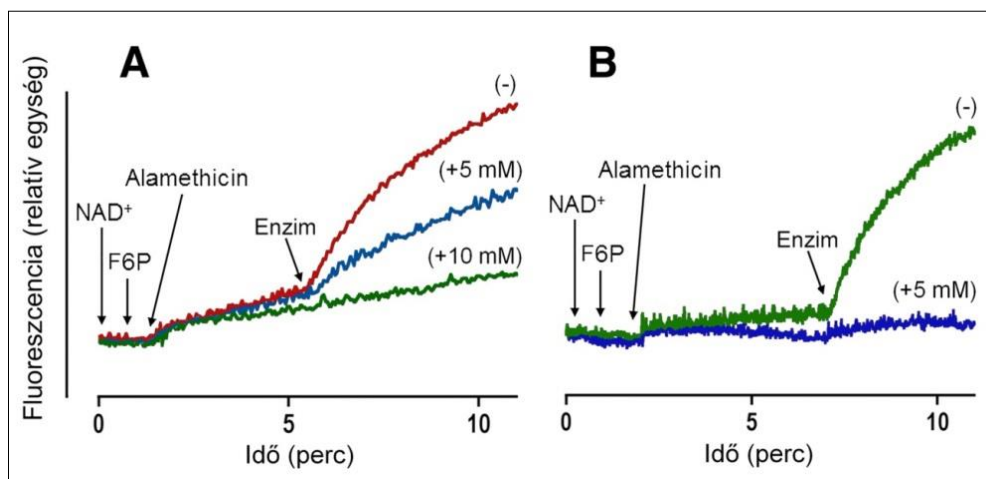 A
B
Fluoreszcencia (relatív egység)
(-)
(+5 mM)
(+10 mM)
Alamethicin
NAD⁺
F6P
Enzim
0
5
10
Idő (perc)
(-)
Alamethicin
NAD⁺
F6P
Enzim
(+5 mM)
0
5
10
Idő (perc)